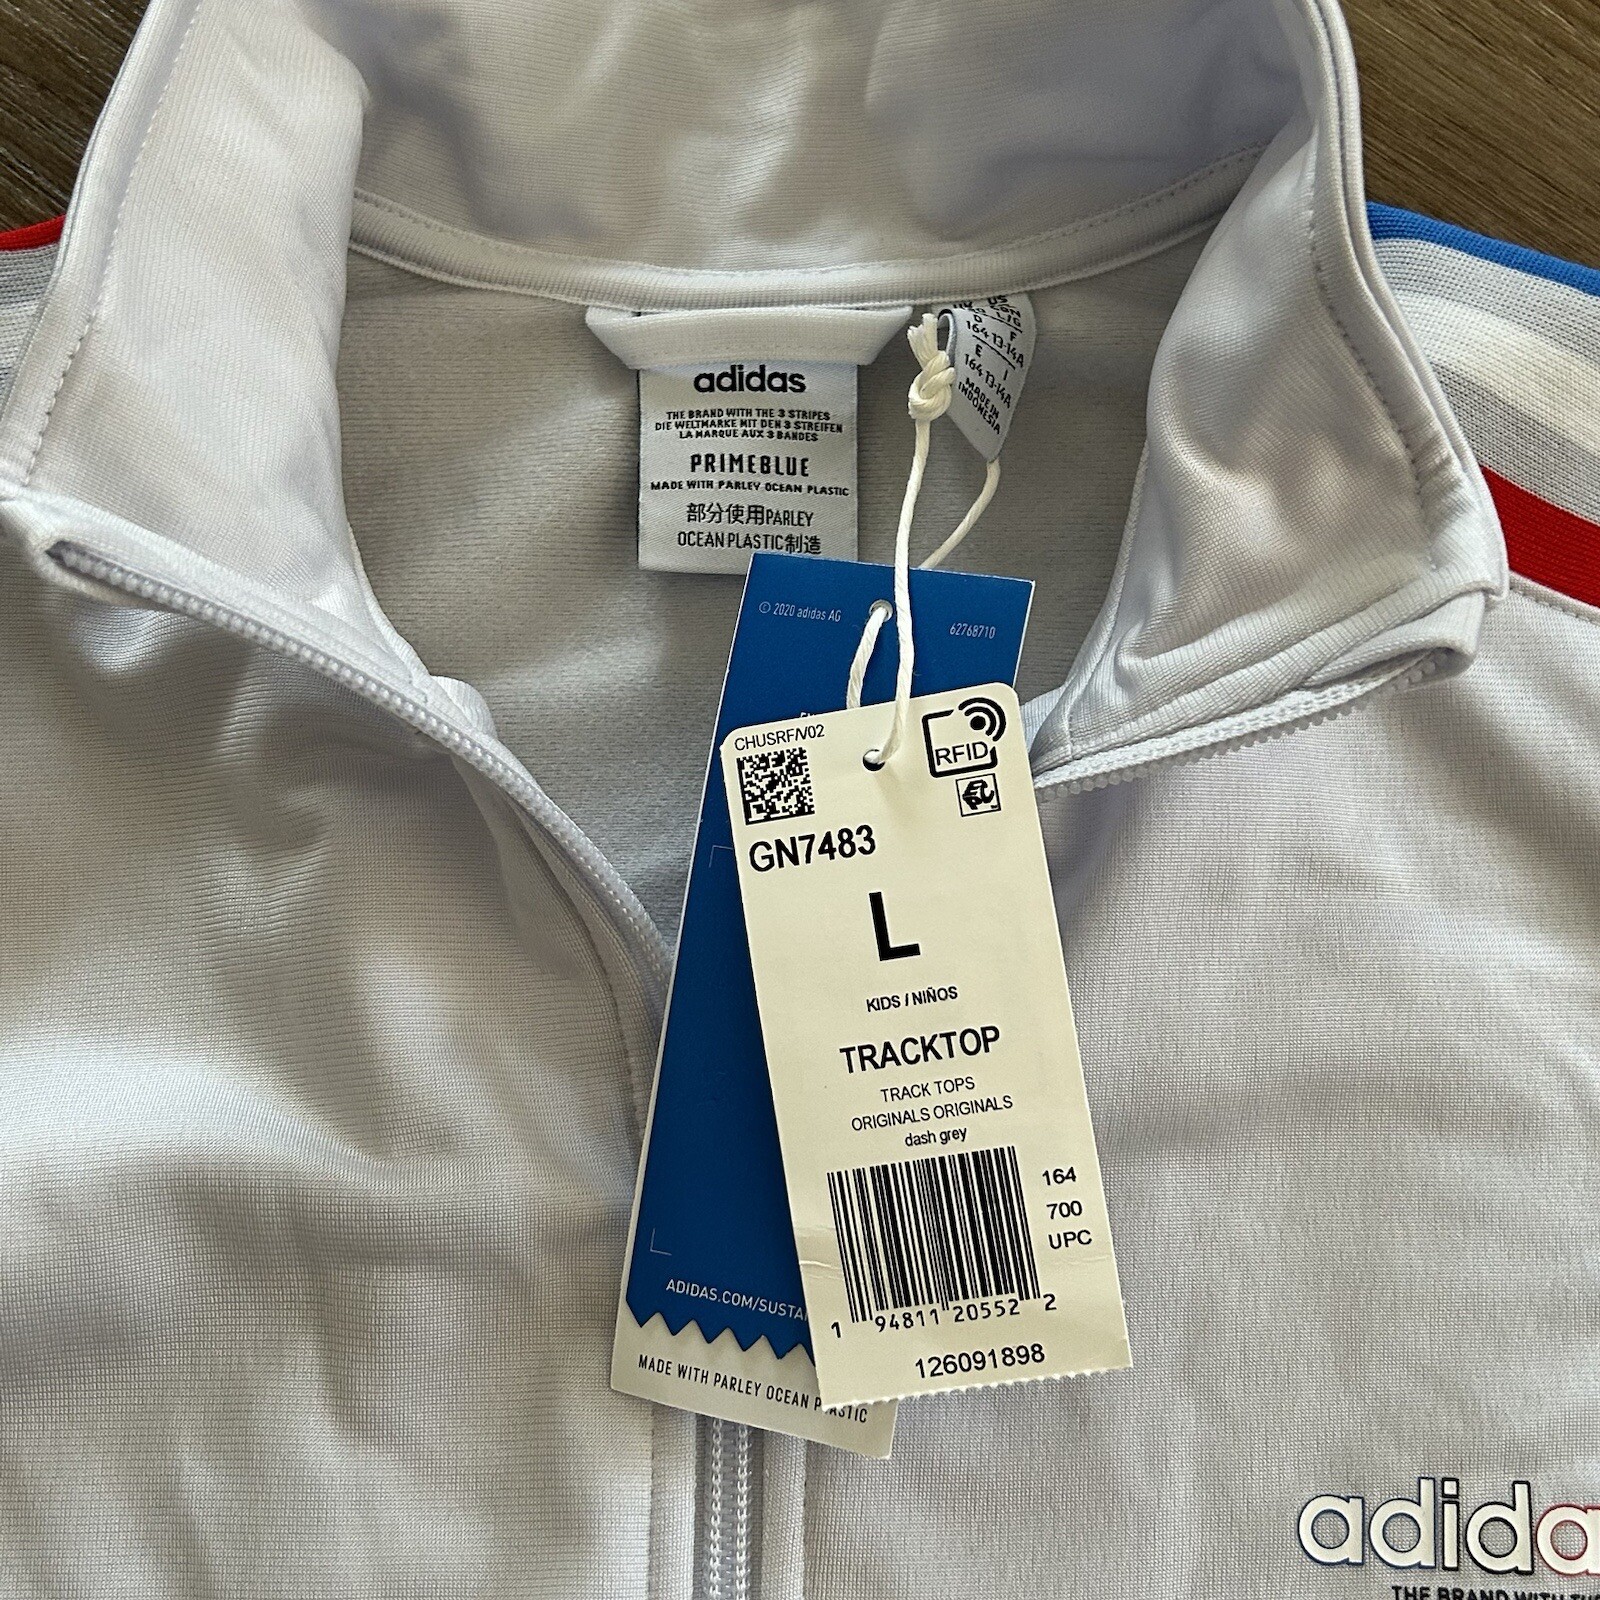 adidas
THE BRAND WITH THE 3 STRIPES
DIE WELTMARKE MIT DEN 3 STREIFEN
LA MARQUE AUX 3 BANDES
PRIMEBLUE
MADE WITH PARLEY OCEAN PLASTIC
部分使用PARLEY
OCEAN PLASTIC制造
US
L/G
D F
164 13-14A
E I
164 13-14A
MADE IN
INDONESIA
© 2020 adidas AG
62768710
CHUSRF/V02
RFID
GN7483
L
KIDS / NIÑOS
TRACKTOP
TRACK TOPS
ORIGINALS ORIGINALS
dash grey
164
700
UPC
1 94811 20552 2
126091898
ADIDAS.COM/SUSTA
MADE WITH PARLEY OCEAN PLASTIC
adida
THE BRAND WITH THE